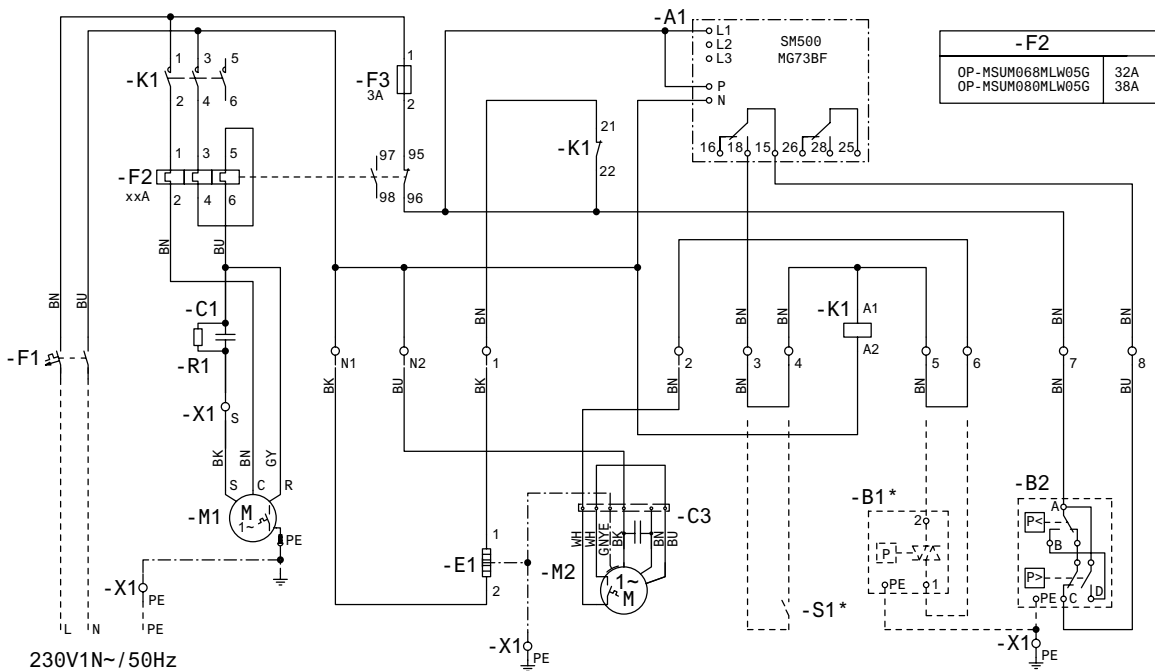 -A1
L1
L2
L3
SM500
MG73BF
P
N
16 18 15 26 28 25
-F2
OP-MSUM068MLW05G 32A
OP-MSUM080MLW05G 38A
1 3 5
-K1
2 4 6
1
-F3
3A
2
21
-K1
22
1 3 5
-F2
xxA
2 4 6
97 95
98 96
BN BU
BN BU
-C1
-R1
-F1
BN
BN BN
-K1
A1
A2
BN BN
BN BN
N1 N2 1 2 3 4 5 6 7 8
BK BU BK BN BN BN BN BU
-X1
S
BK BN GY
S C R
-M1
M
1~
PE
-X1
PE
L N PE
230V1N~/50Hz
1
-E1
2
-C3
WH
WH
GNYE
BK
BN
BU
-M2
1~
M
-X1
PE
-S1*
-B1*
2
P
PE 1
-B2
A
P<
B
P>
PE C D
-X1
PE